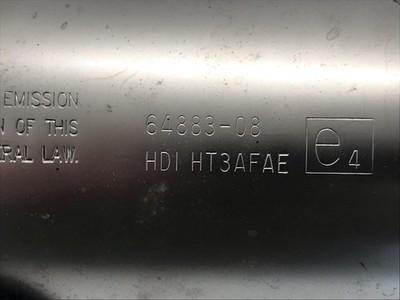 EMISSION
N OF THIS
RAL LAW.
64883-08
HDI HT3AFAE
e4